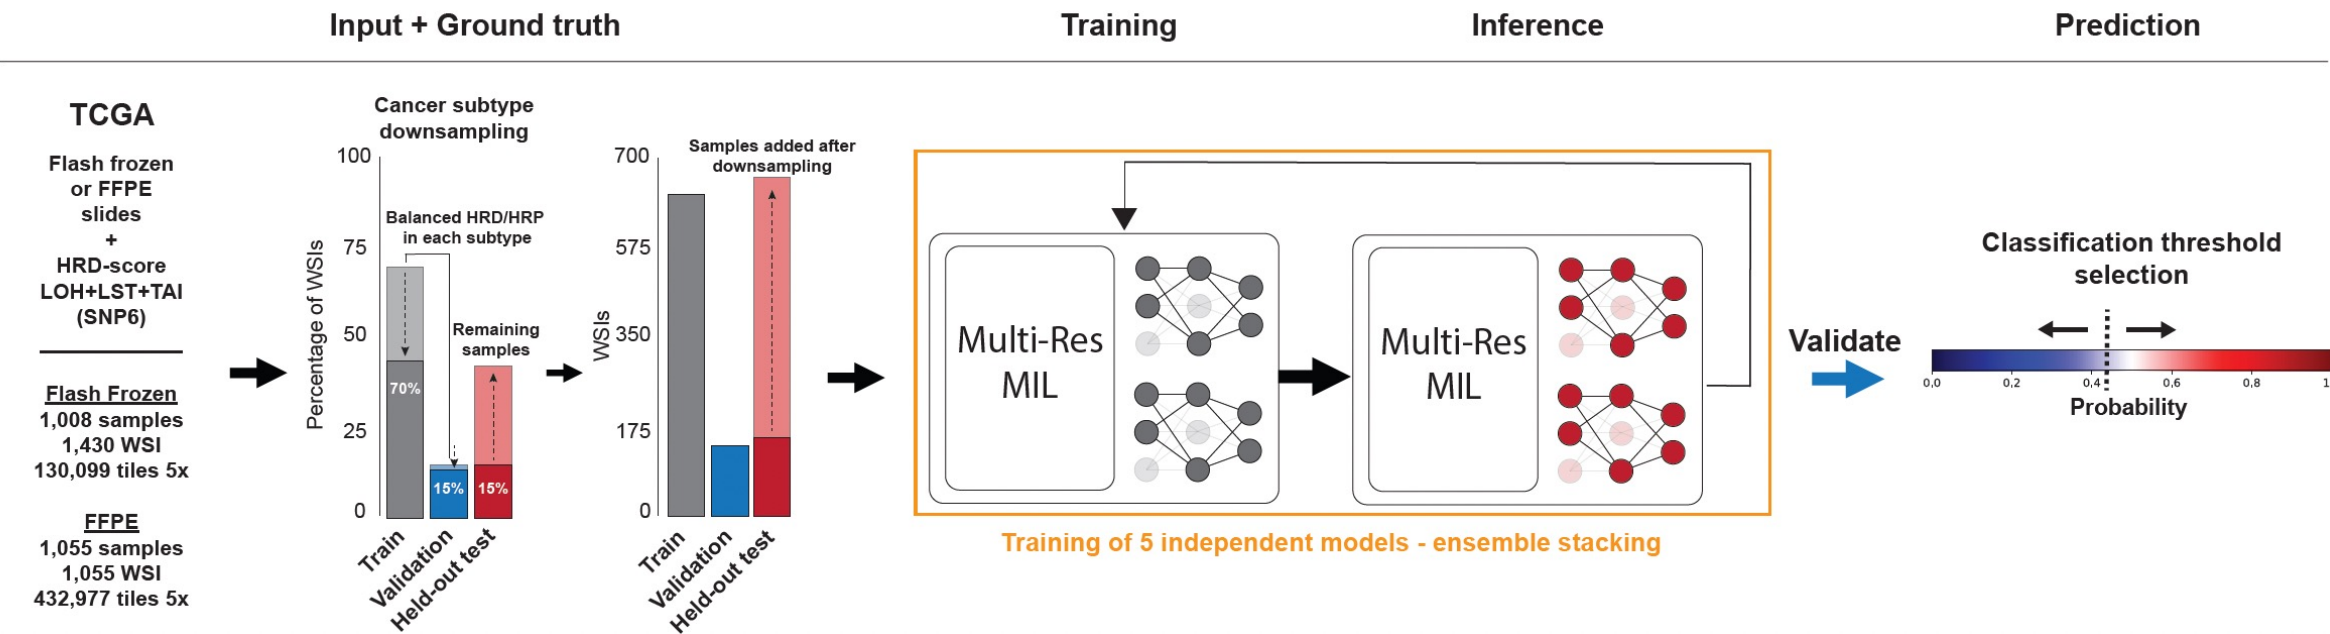 Input + Ground truth
Training
Inference
Prediction
TCGA
Flash frozen
or FFPE
slides
+
HRD-score
LOH+LST+TAI
(SNP6)
Flash Frozen
1,008 samples
1,430 WSI
130,099 tiles 5x
FFPE
1,055 samples
1,055 WSI
432,977 tiles 5x
Cancer subtype
downsampling
Percentage of WSIs
100
75
50
25
0
Balanced HRD/HRP
in each subtype
Remaining
samples
70%
15%
15%
Train
Validation
Held-out test
Samples added after
downsampling
WSIs
700
575
350
175
0
Train
Validation
Held-out test
Multi-Res
MIL
Multi-Res
MIL
Training of 5 independent models - ensemble stacking
Validate
Classification threshold
selection
0,0
0,2
0,4
0,6
0,8
1
Probability